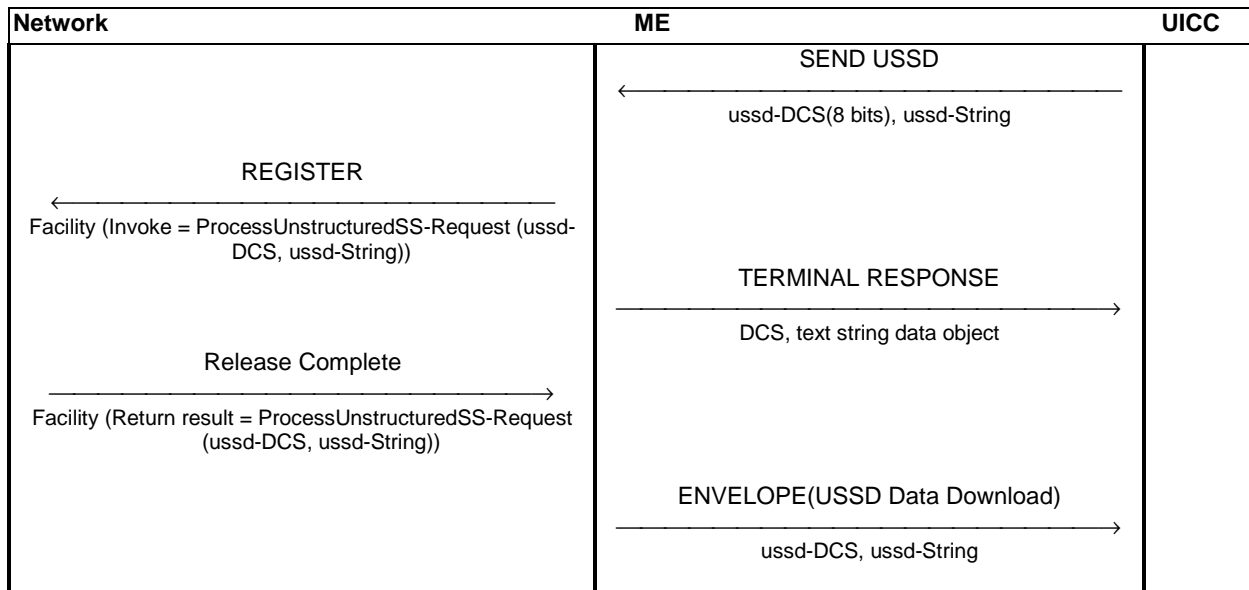 Network ME UICC
SEND USSD
ussd-DCS(8 bits), ussd-String
REGISTER
Facility (Invoke = ProcessUnstructuredSS-Request (ussd-
DCS, ussd-String))
TERMINAL RESPONSE
DCS, text string data object
Release Complete
Facility (Return result = ProcessUnstructuredSS-Request
(ussd-DCS, ussd-String))
ENVELOPE(USSD Data Download)
ussd-DCS, ussd-String